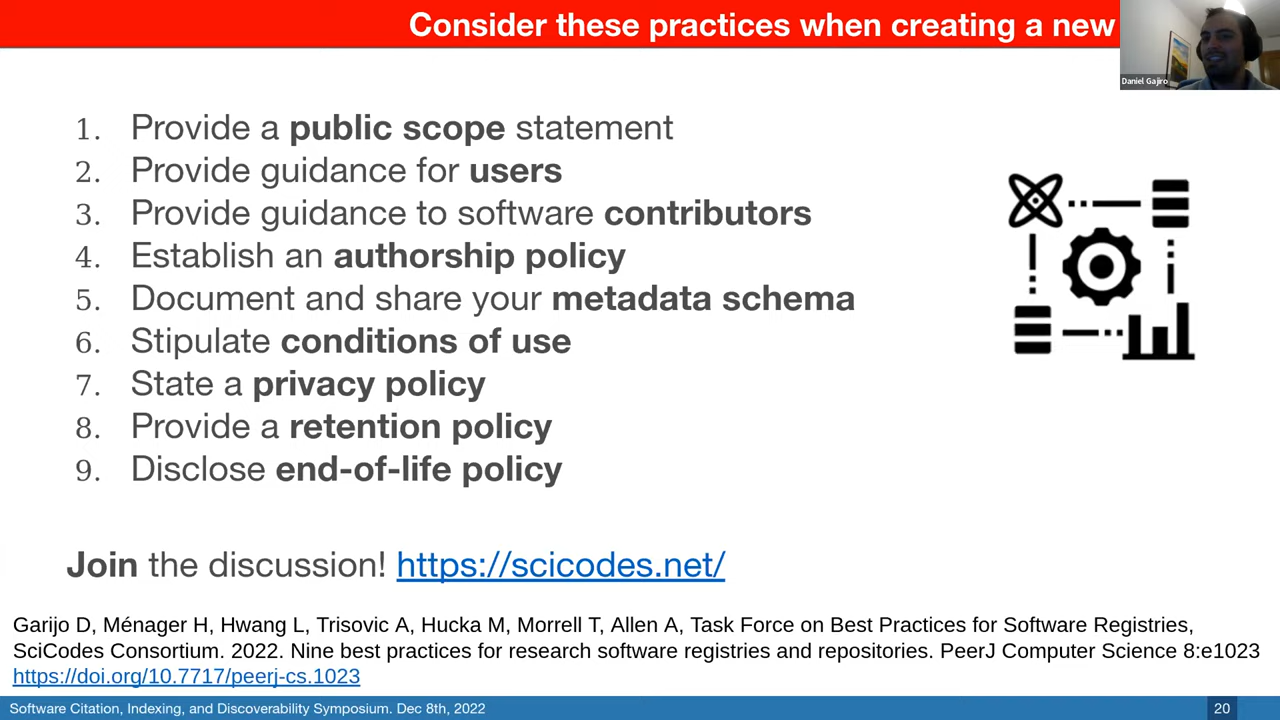 Consider these practices when creating a new
Daniel Gajiro
1. Provide a public scope statement
2. Provide guidance for users
3. Provide guidance to software contributors
4. Establish an authorship policy
5. Document and share your metadata schema
6. Stipulate conditions of use
7. State a privacy policy
8. Provide a retention policy
9. Disclose end-of-life policy
Join the discussion! https://scicodes.net/
Garijo D, Ménager H, Hwang L, Trisovic A, Hucka M, Morrell T, Allen A, Task Force on Best Practices for Software Registries,
SciCodes Consortium. 2022. Nine best practices for research software registries and repositories. PeerJ Computer Science 8:e1023
https://doi.org/10.7717/peerj-cs.1023
Software Citation, Indexing, and Discoverability Symposium. Dec 8th, 2022
20